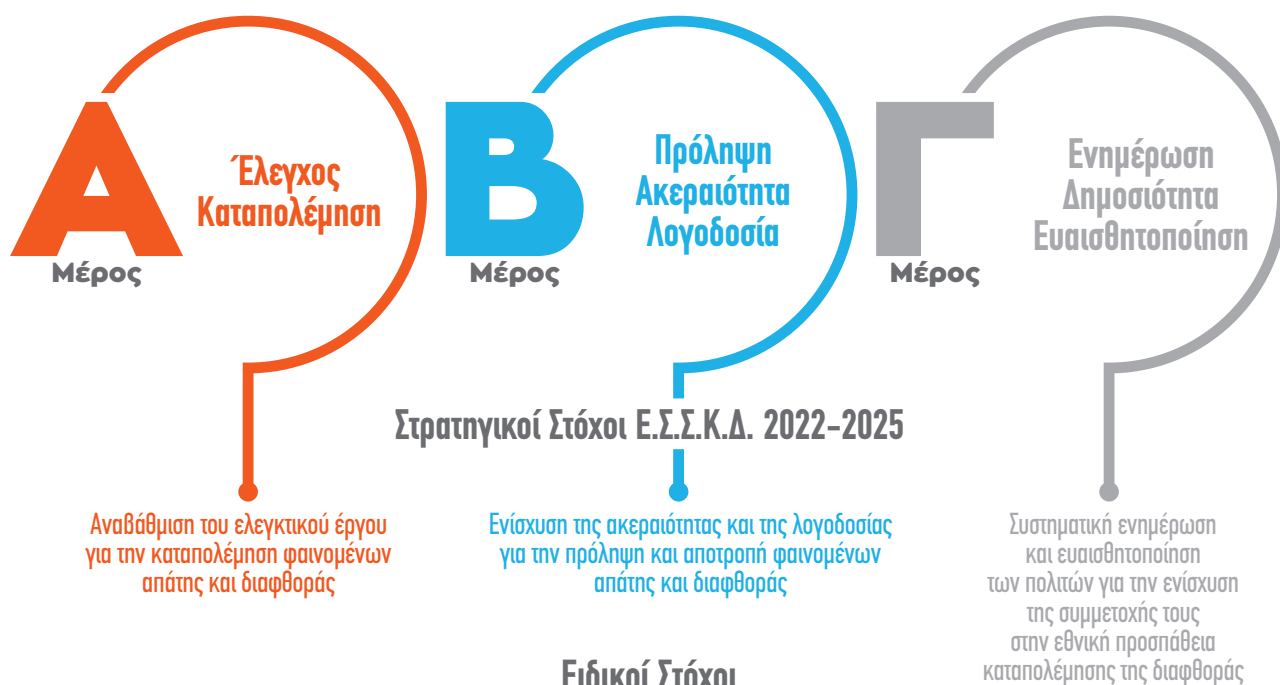 Α
Μέρος
Έλεγχος
Καταπολέμηση
Β
Μέρος
Πρόληψη
Ακεραιότητα
Λογοδοσία
Γ
Μέρος
Ενημέρωση
Δημοσιότητα
Ευαισθητοποίηση
Στρατηγικοί Στόχοι Ε.Σ.Σ.Κ.Δ. 2022-2025
Αναβάθμιση του ελεγκτικού έργου
για την καταπολέμηση φαινομένων
απάτης και διαφθοράς
Ενίσχυση της ακεραιότητας και της λογοδοσίας
για την πρόληψη και αποτροπή φαινομένων
απάτης και διαφθοράς
Συστηματική ενημέρωση
και ευαισθητοποίηση
των πολιτών για την ενίσχυση
της συμμετοχής τους
στην εθνική προσπάθεια
καταπολέμησης της διαφθοράς
Ειδικοί Στόχοι